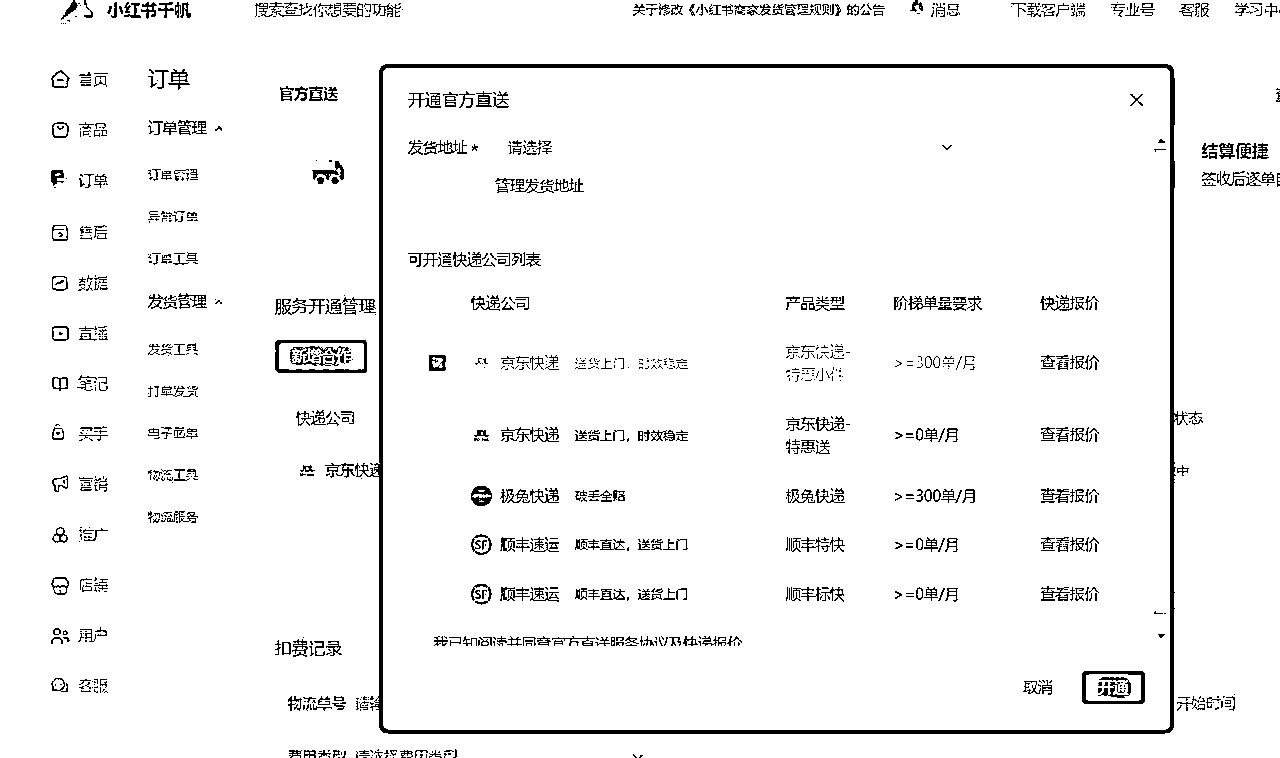 小红书千帆
搜索查找你想要的功能
关于修改《小红书商家发货管理规则》的公告
消息
下载客户端
专业号
客服
学习中
首页
商品
订单
售后
数据
直播
笔记
买手
营销
推广
店铺
用户
客服
订单
订单管理
订单管理
异常订单
订单工具
发货管理
发货工具
打单发货
电子面单
物流工具
物流服务
官方直送
服务开通管理
新增合作
快递公司
京东快递
扣费记录
物流单号
费用类型 请选择费用类型
开通官方直送
发货地址 * 请选择
管理发货地址
可开通快递公司列表
快递公司 产品类型 阶梯单量要求 快递报价
京东快递 送货上门，时效稳定 京东快递-
特惠小件 >=300单/月 查看报价
京东快递 送货上门，时效稳定 京东快递-
特惠送 >=0单/月 查看报价
极兔快递 破丢全赔 极兔快递 >=300单/月 查看报价
SF 顺丰速运 顺丰直达，送货上门 顺丰特快 >=0单/月 查看报价
SF 顺丰速运 顺丰直达，送货上门 顺丰标快 >=0单/月 查看报价
我已知阅读并同意官方直送服务协议及快递报价
取消 开通
结算便捷
签收后逐单
状态
中
开始时间